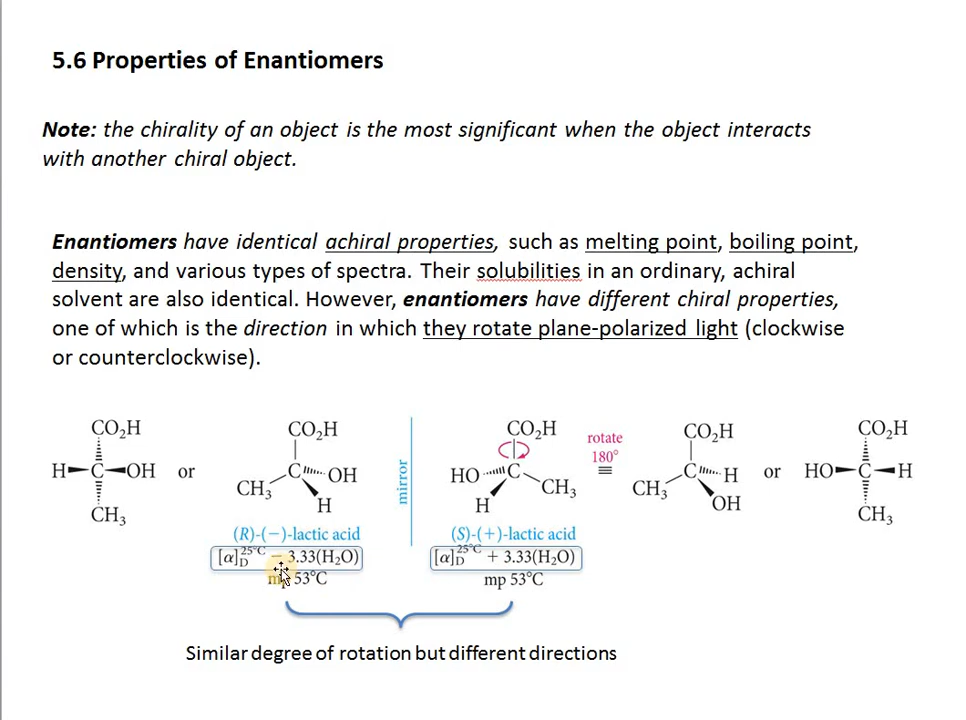 5.6 Properties of Enantiomers
Note: the chirality of an object is the most significant when the object interacts
with another chiral object.
Enantiomers have identical achiral properties, such as melting point, boiling point,
density, and various types of spectra. Their solubilities in an ordinary, achiral
solvent are also identical. However, enantiomers have different chiral properties,
one of which is the direction in which they rotate plane-polarized light (clockwise
or counterclockwise).
CO₂H
H C OH
CH₃
or
CO₂H
C OH
CH₃
H
(R)-(−)-lactic acid
[α]D25°C − 3.33(H₂O)
mp 53°C
mirror
CO₂H
HO C
CH₃
H
(S)-(+)-lactic acid
[α]D25°C + 3.33(H₂O)
mp 53°C
rotate
180°
≡
CO₂H
C H
CH₃
OH
or
CO₂H
HO C H
CH₃
Similar degree of rotation but different directions